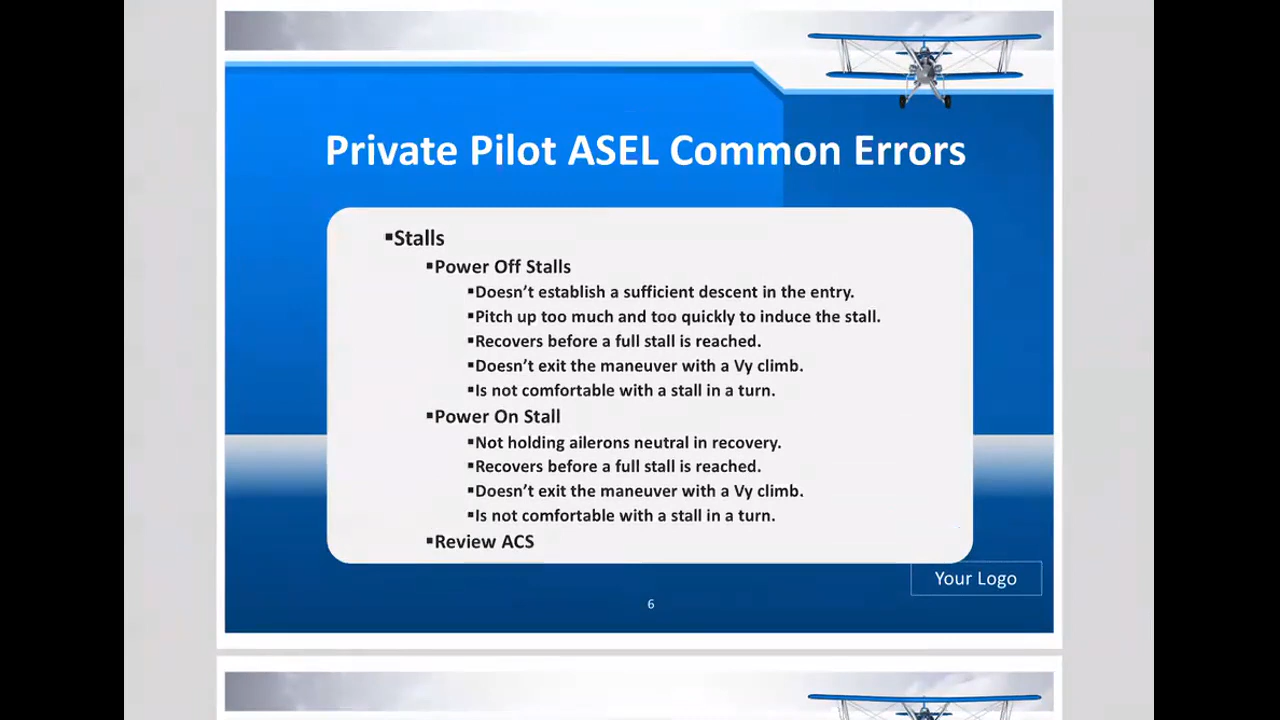 Private Pilot ASEL Common Errors
▪Stalls
▪Power Off Stalls
▪Doesn’t establish a sufficient descent in the entry.
▪Pitch up too much and too quickly to induce the stall.
▪Recovers before a full stall is reached.
▪Doesn’t exit the maneuver with a Vy climb.
▪Is not comfortable with a stall in a turn.
▪Power On Stall
▪Not holding ailerons neutral in recovery.
▪Recovers before a full stall is reached.
▪Doesn’t exit the maneuver with a Vy climb.
▪Is not comfortable with a stall in a turn.
▪Review ACS
Your Logo
6